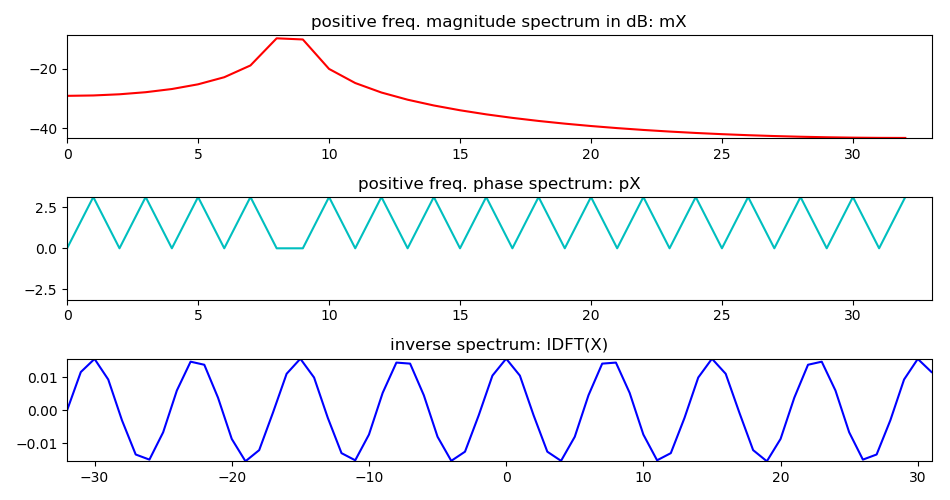 positive freq. magnitude spectrum in dB: mX
−20
−40
0 5 10 15 20 25 30
positive freq. phase spectrum: pX
2.5
0.0
−2.5
0 5 10 15 20 25 30
inverse spectrum: IDFT(X)
0.01
0.00
−0.01
−30 −20 −10 0 10 20 30